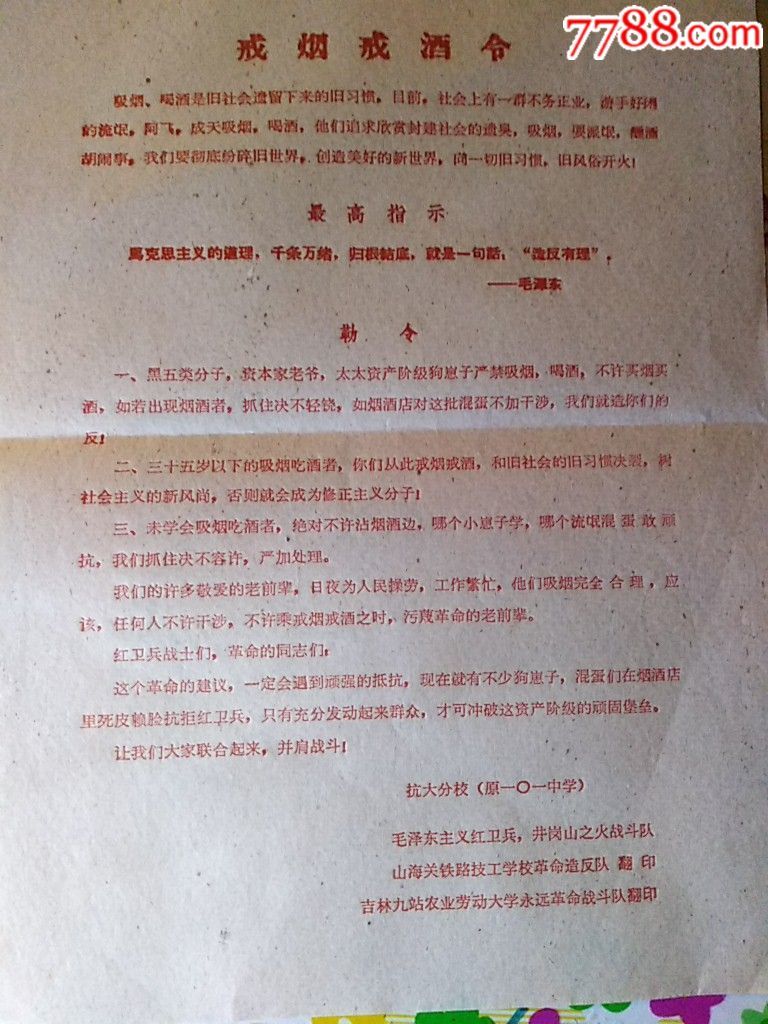 7788.com
戒烟戒酒令
吸烟、喝酒是旧社会遗留下来的旧习惯，目前，社会上有一群不务正业，游手好闲
的流氓，阿飞，成天吸烟，喝酒，他们追求欣赏封建社会的遗臭，吸烟，耍流氓，酗酒
胡闹事，我们要彻底纷碎旧世界，创造美好的新世界，向一切旧习惯，旧风俗开火！
最高指示
馬克思主义的道理，千条万緒，归根結底，就是一句話，“造反有理”。
——毛澤东
勒令
一、黑五类分子，资本家老爷，太太资产阶级狗崽子严禁吸烟，喝酒，不许买烟买
酒，如若出现烟酒者，抓住决不轻铙，如烟酒店对这批混蛋不加干涉，我们就造你们的
反！
二、三十五岁以下的吸烟吃酒者，你们从此戒烟戒酒，和旧社会的旧习惯决裂，树
社会主义的新风尚，否则就会成为修正主义分子！
三、未学会吸烟吃酒者，绝对不许沾烟酒边，哪个小崽子学，哪个流氓混蛋敢顽
抗，我们抓住决不容许，严加处理。
我们的许多敬爱的老前辈，日夜为人民操劳，工作繁忙，他们吸烟完全合理，应
该，任何人不许干涉，不许乘戒烟戒酒之时，污蔑革命的老前辈。
红卫兵战士们，革命的同志们：
这个革命的建议，一定会遇到顽强的抵抗，现在就有不少狗崽子，混蛋们在烟酒店
里死皮赖脸抗拒红卫兵，只有充分发动起来群众，才可冲破这资产阶级的顽固堡垒。
让我们大家联合起来，并肩战斗！
抗大分校（原一〇一中学）
毛泽东主义红卫兵，井岗山之火战斗队
山海关铁路技工学校革命造反队 翻印
吉林九站农业劳动大学永远革命战斗队翻印